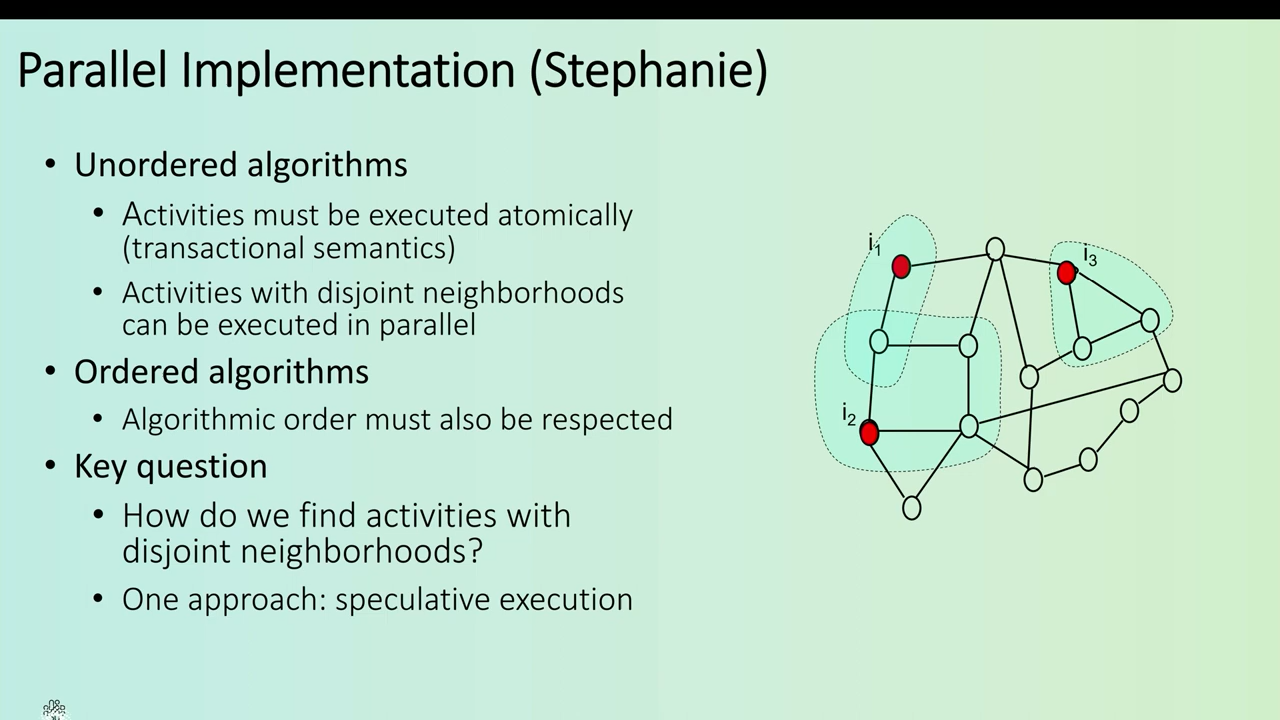 Parallel Implementation (Stephanie)
• Unordered algorithms
• Activities must be executed atomically
(transactional semantics)
• Activities with disjoint neighborhoods
can be executed in parallel
• Ordered algorithms
• Algorithmic order must also be respected
• Key question
• How do we find activities with
disjoint neighborhoods?
• One approach: speculative execution
i₁
i₃
i₂